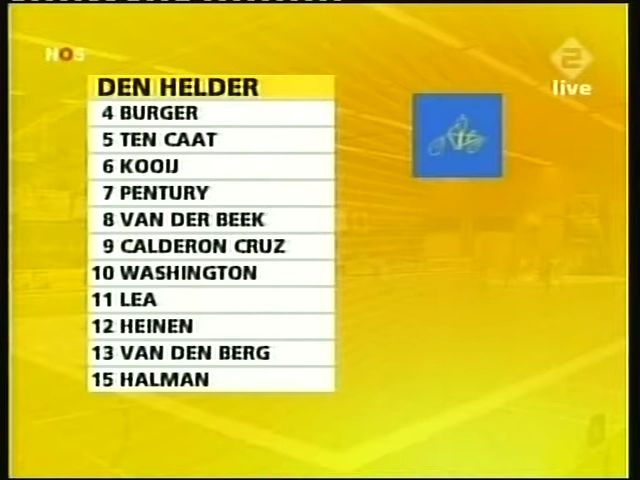 NOS
2
live
DEN HELDER
4 BURGER
5 TEN CAAT
6 KOOIJ
7 PENTURY
8 VAN DER BEEK
9 CALDERON CRUZ
10 WASHINGTON
11 LEA
12 HEINEN
13 VAN DEN BERG
15 HALMAN